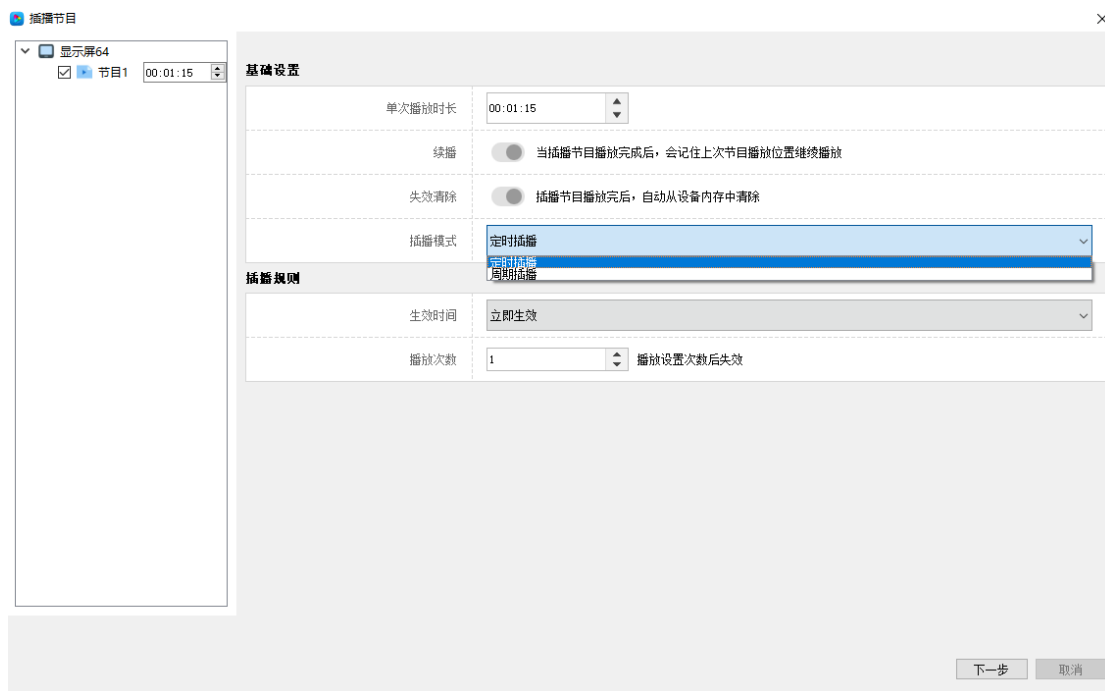 插播节目
显示屏64
节目1 00:01:15
基础设置
单次播放时长 00:01:15
续播 当插播节目播放完成后，会记住上次节目播放位置继续播放
失效清除 插播节目播放完后，自动从设备内存中清除
插播模式 定时插播
定时插播
周期插播
插播规则
生效时间 立即生效
播放次数 1 播放设置次数后失效
下一步 取消